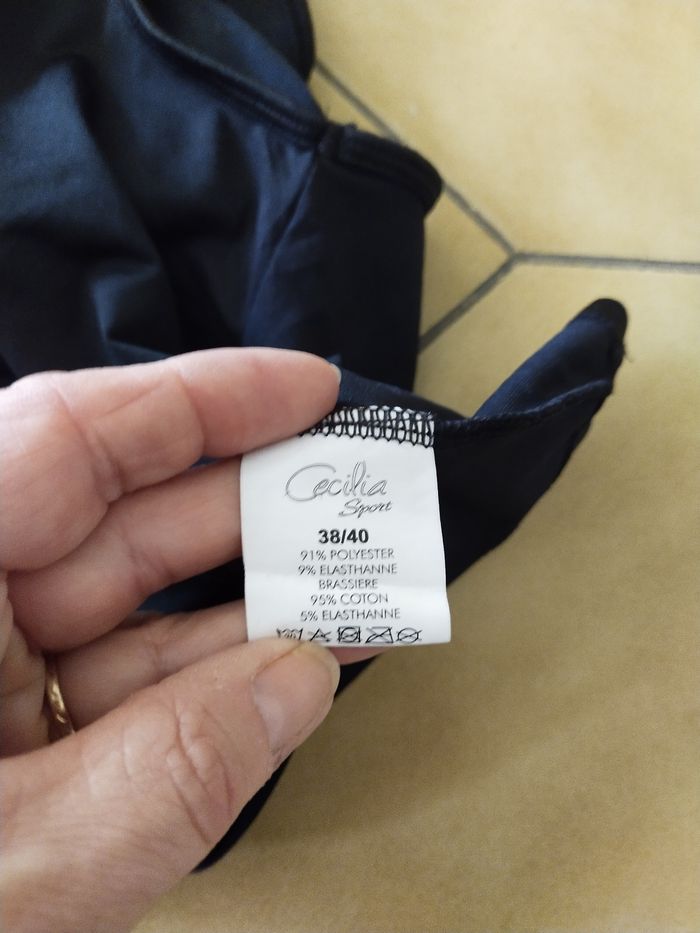 Cecilia
Sport
38/40
91% POLYESTER
9% ELASTHANNE
BRASSIERE
95% COTON
5% ELASTHANNE